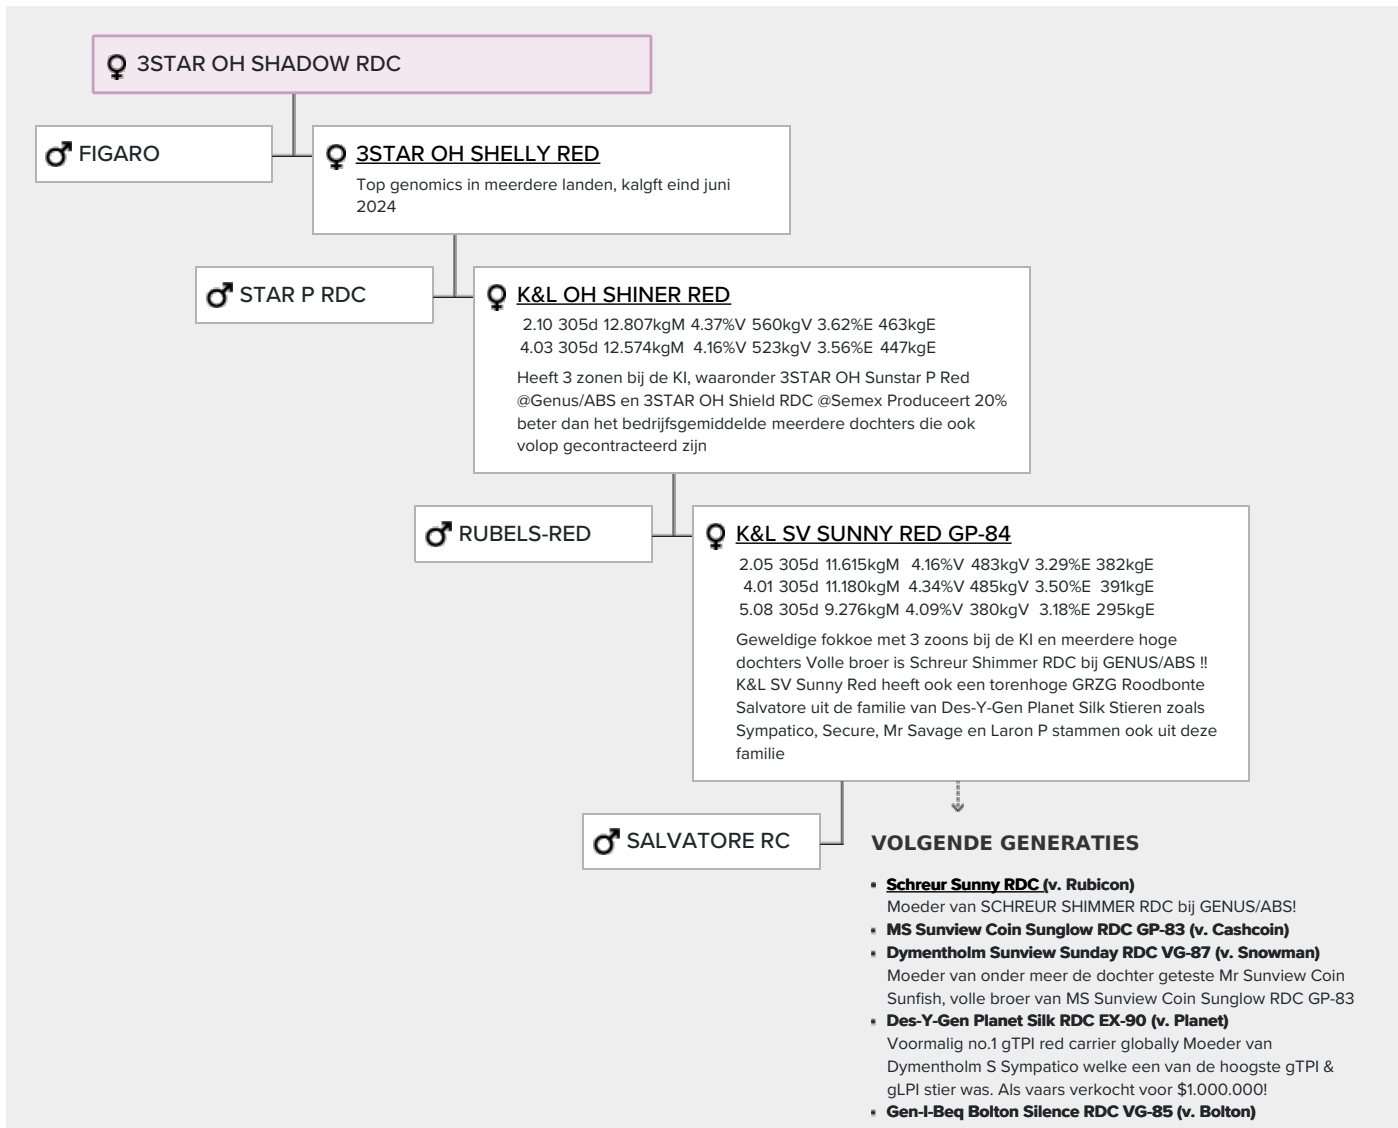 3STAR OH SHADOW RDC
FIGARO
3STAR OH SHELLY RED
Top genomics in meerdere landen, kalgft eind juni
2024
STAR P RDC
K&L OH SHINER RED
2.10 305d 12.807kgM 4.37%V 560kgV 3.62%E 463kgE
4.03 305d 12.574kgM 4.16%V 523kgV 3.56%E 447kgE
Heeft 3 zonen bij de KI, waaronder 3STAR OH Sunstar P Red
@Genus/ABS en 3STAR OH Shield RDC @Semex Produceert 20%
beter dan het bedrijfsgemiddelde meerdere dochters die ook
volop gecontracteerd zijn
RUBELS-RED
K&L SV SUNNY RED GP-84
2.05 305d 11.615kgM 4.16%V 483kgV 3.29%E 382kgE
4.01 305d 11.180kgM 4.34%V 485kgV 3.50%E 391kgE
5.08 305d 9.276kgM 4.09%V 380kgV 3.18%E 295kgE
Geweldige fokkoe met 3 zoons bij de KI en meerdere hoge
dochters Volle broer is Schreur Shimmer RDC bij GENUS/ABS !!
K&L SV Sunny Red heeft ook een torenhoge GRZG Roodbonte
Salvatore uit de familie van Des-Y-Gen Planet Silk Stieren zoals
Sympatico, Secure, Mr Savage en Laron P stammen ook uit deze
familie
SALVATORE RC
VOLGENDE GENERATIES
Schreur Sunny RDC (v. Rubicon)
Moeder van SCHREUR SHIMMER RDC bij GENUS/ABS!
MS Sunview Coin Sunglow RDC GP-83 (v. Cashcoin)
Dymentholm Sunview Sunday RDC VG-87 (v. Snowman)
Moeder van onder meer de dochter geteste Mr Sunview Coin
Sunfish, volle broer van MS Sunview Coin Sunglow RDC GP-83
Des-Y-Gen Planet Silk RDC EX-90 (v. Planet)
Voormalig no.1 gTPI red carrier globally Moeder van
Dymentholm S Sympatico welke een van de hoogste gTPI &
gLPI stier was. Als vaars verkocht voor $1.000.000!
Gen-I-Beq Bolton Silence RDC VG-85 (v. Bolton)